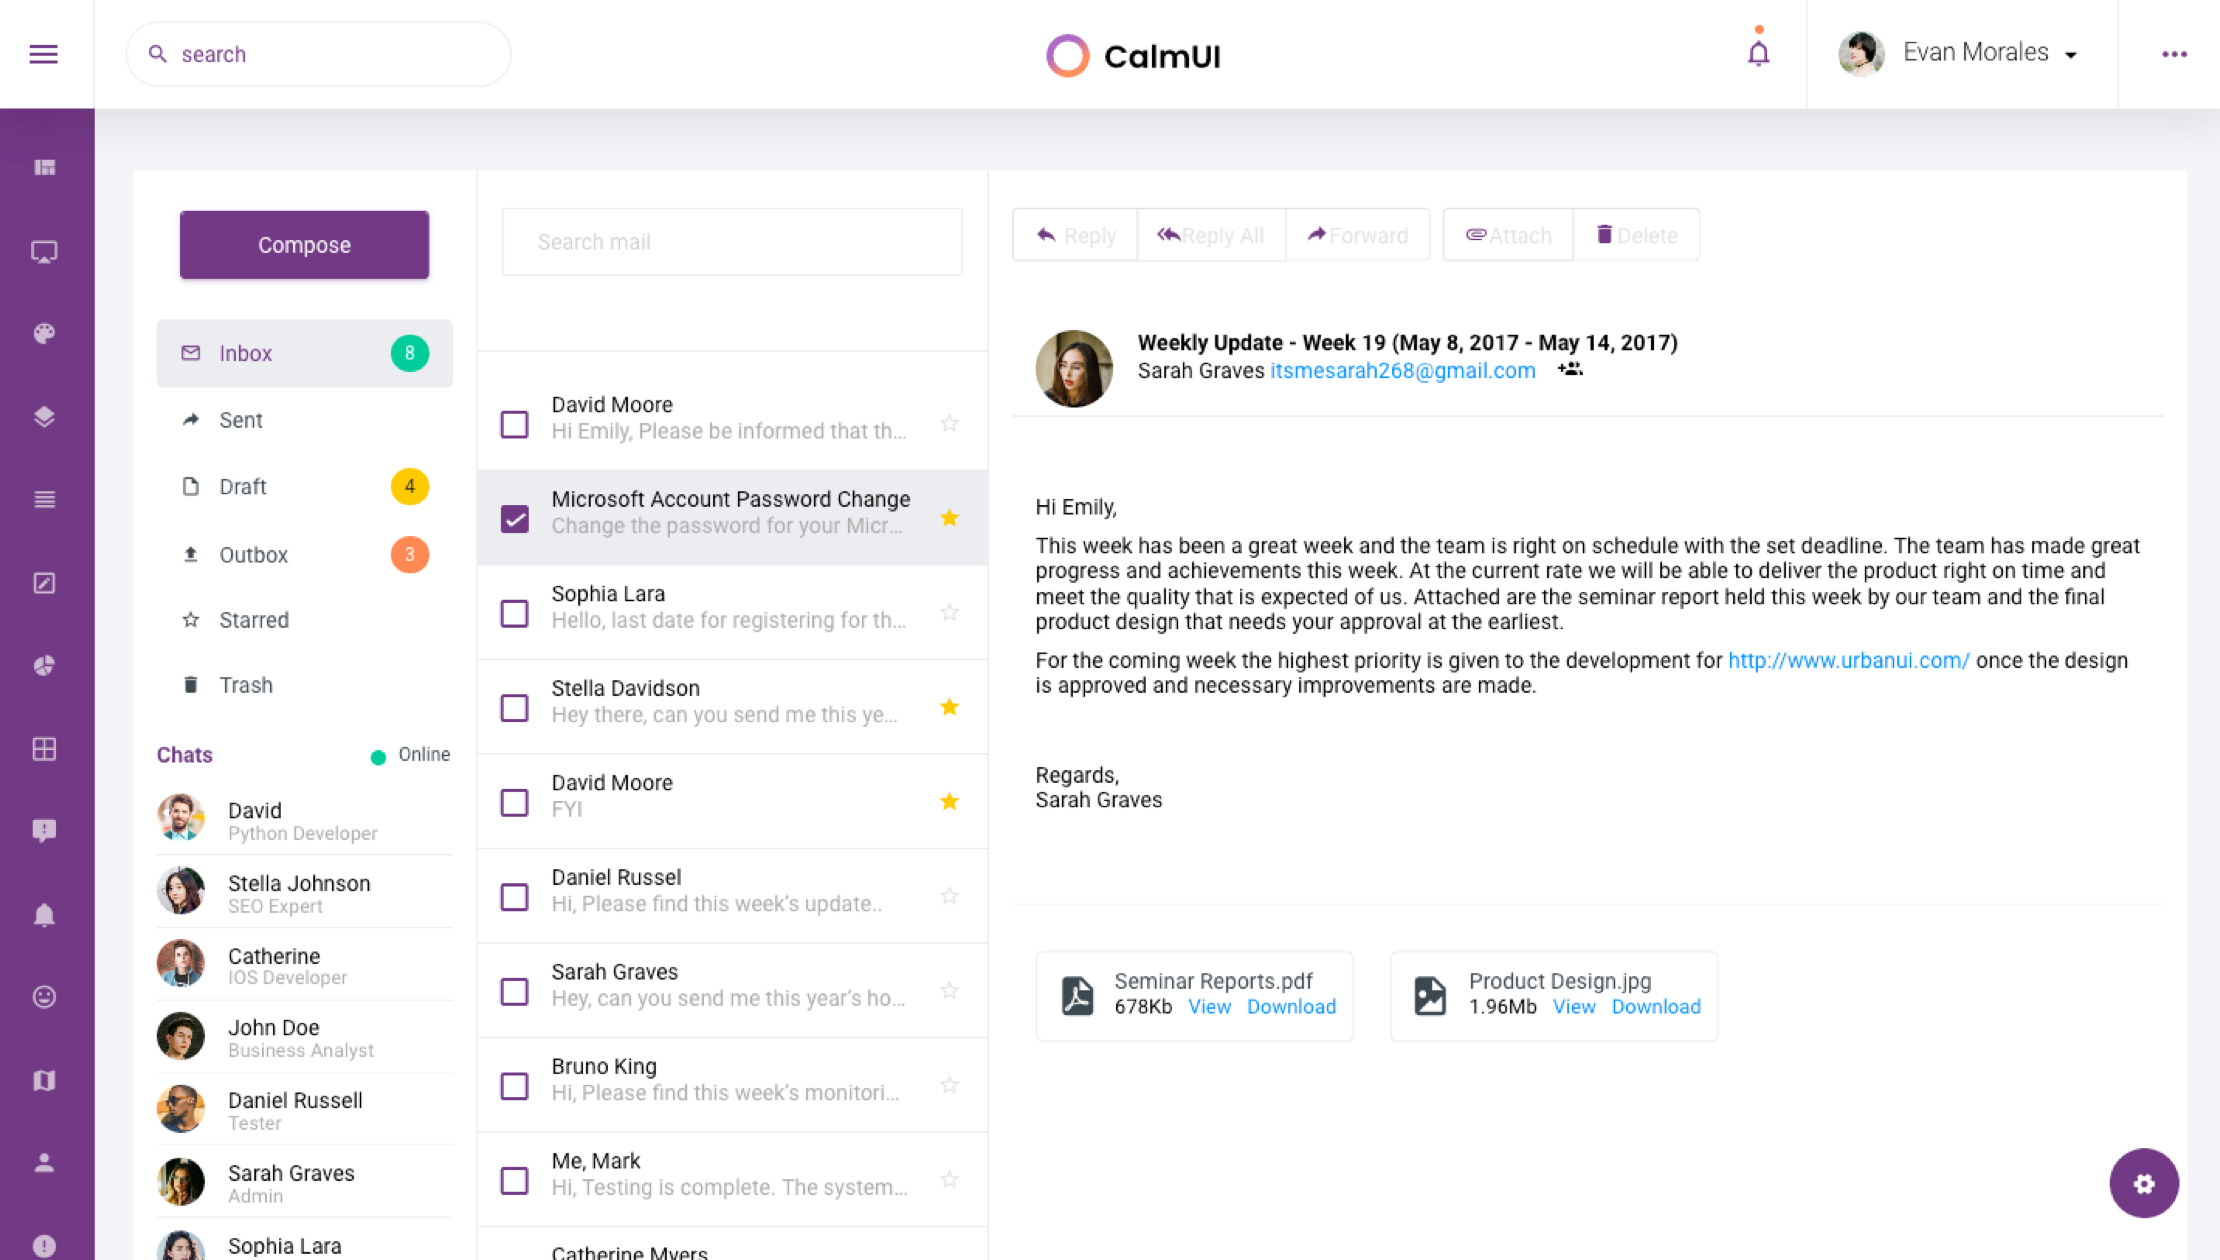 search
CalmUI
Evan Morales
Compose
Inbox
8
Sent
Draft
4
Outbox
3
Starred
Trash
Chats
Online
David
Python Developer
Stella Johnson
SEO Expert
Catherine
IOS Developer
John Doe
Business Analyst
Daniel Russell
Tester
Sarah Graves
Admin
Sophia Lara
Search mail
David Moore
Hi Emily, Please be informed that th...
Microsoft Account Password Change
Change the password for your Micr...
Sophia Lara
Hello, last date for registering for th...
Stella Davidson
Hey there, can you send me this ye...
David Moore
FYI
Daniel Russel
Hi, Please find this week’s update..
Sarah Graves
Hey, can you send me this year’s ho...
Bruno King
Hi, Please find this week’s monitori...
Me, Mark
Hi, Testing is complete. The system...
Catherine Myers
Reply
Reply All
Forward
Attach
Delete
Weekly Update - Week 19 (May 8, 2017 - May 14, 2017)
Sarah Graves itsmesarah268@gmail.com
Hi Emily,
This week has been a great week and the team is right on schedule with the set deadline. The team has made great
progress and achievements this week. At the current rate we will be able to deliver the product right on time and
meet the quality that is expected of us. Attached are the seminar report held this week by our team and the final
product design that needs your approval at the earliest.
For the coming week the highest priority is given to the development for http://www.urbanui.com/ once the design
is approved and necessary improvements are made.
Regards,
Sarah Graves
Seminar Reports.pdf
678Kb View Download
Product Design.jpg
1.96Mb View Download